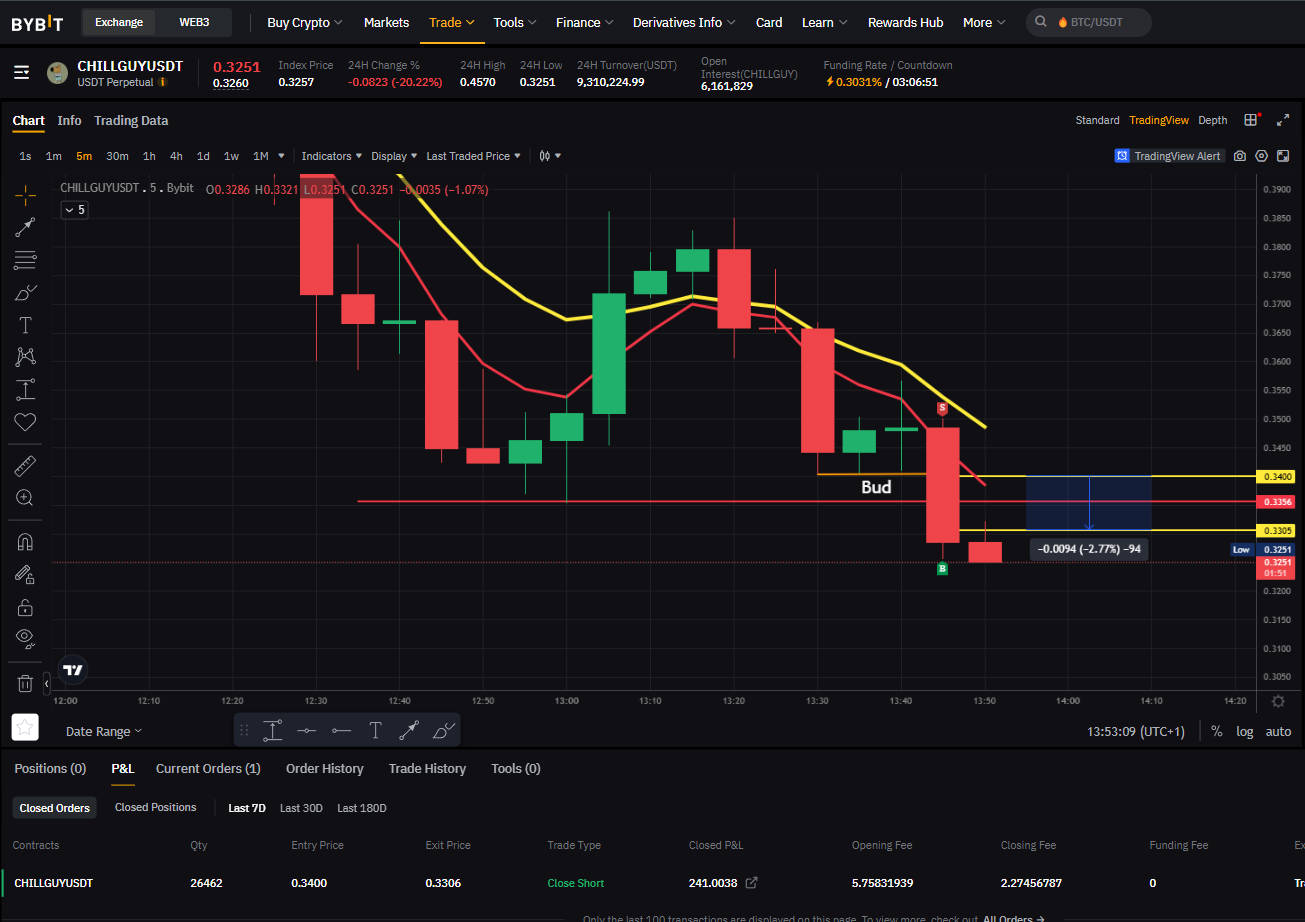 BYBIT Exchange WEB3 Buy Crypto Markets Trade Tools Finance Derivatives Info Card Learn Rewards Hub More BTC/USDT
CHILLGUYUSDT
USDT Perpetual
0.3251
0.3260
Index Price
0.3257
24H Change %
-0.0823 (-20.22%)
24H High
0.4570
24H Low
0.3251
24H Turnover(USDT)
9,310,224.99
Open
Interest(CHILLGUY)
6,161,829
Funding Rate / Countdown
0.3031% / 03:06:51
Chart Info Trading Data Standard TradingView Depth
1s 1m 5m 30m 1h 4h 1d 1w 1M Indicators Display Last Traded Price TradingView Alert
CHILLGUYUSDT . 5 . Bybit O0.3286 H0.3321 L0.3251 C0.3251 −0.0035 (−1.07%)
5
0.3900
0.3850
0.3800
0.3750
0.3700
0.3650
0.3600
0.3550
S
0.3500
0.3450
0.3400
Bud
0.3356
0.3305
−0.0094 (−2.77%) −94
Low 0.3251
0.3251
01:51
B
0.3200
0.3150
0.3100
0.3050
12:00 12:10 12:20 12:30 12:40 12:50 13:00 13:10 13:20 13:30 13:40 13:50 14:00 14:10 14:20
Date Range 13:53:09 (UTC+1) % log auto
Positions (0) P&L Current Orders (1) Order History Trade History Tools (0)
Closed Orders Closed Positions Last 7D Last 30D Last 180D
Contracts Qty Entry Price Exit Price Trade Type Closed P&L Opening Fee Closing Fee Funding Fee Ex
CHILLGUYUSDT 26462 0.3400 0.3306 Close Short 241.0038 5.75831939 2.27456787 0 Tr
Only the last 100 transactions are displayed on this page. To view more, check out All Orders →